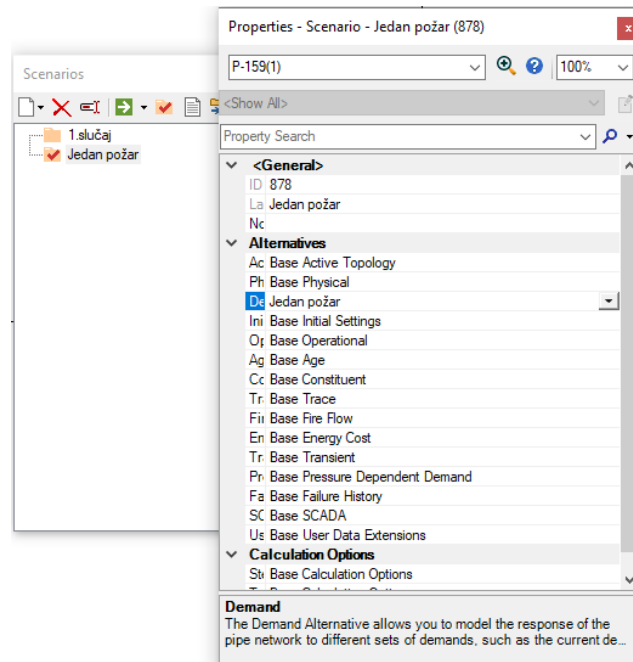 Properties - Scenario - Jedan požar (878)
x
P-159(1)
100%
Scenarios
<Show All>
Property Search
1.slučaj
Jedan požar
<General>
ID 878
La Jedan požar
Nc
Alternatives
Ac Base Active Topology
Ph Base Physical
De Jedan požar
Ini Base Initial Settings
Op Base Operational
Ag Base Age
Cc Base Constituent
Tr Base Trace
Fir Base Fire Flow
En Base Energy Cost
Tr Base Transient
Pr Base Pressure Dependent Demand
Fa Base Failure History
SC Base SCADA
Us Base User Data Extensions
Calculation Options
Ste Base Calculation Options
Demand
The Demand Alternative allows you to model the response of the
pipe network to different sets of demands, such as the current de...